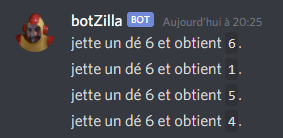 botZilla BOT Aujourd'hui à 20:25
jette un dé 6 et obtient 6.
jette un dé 6 et obtient 1.
jette un dé 6 et obtient 5.
jette un dé 6 et obtient 4.